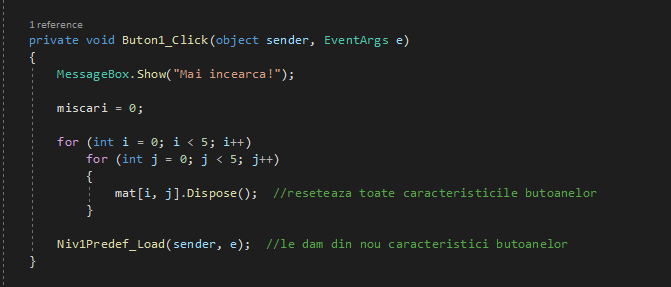 1 reference
private void Buton1_Click(object sender, EventArgs e)
{
    MessageBox.Show("Mai incearca!");
    miscari = 0;
    for (int i = 0; i < 5; i++)
        for (int j = 0; j < 5; j++)
        {
            mat[i, j].Dispose();  //reseteaza toate caracteristicile butoanelor
        }
    Niv1Predef_Load(sender, e);  //le dam din nou caracteristici butoanelor
}